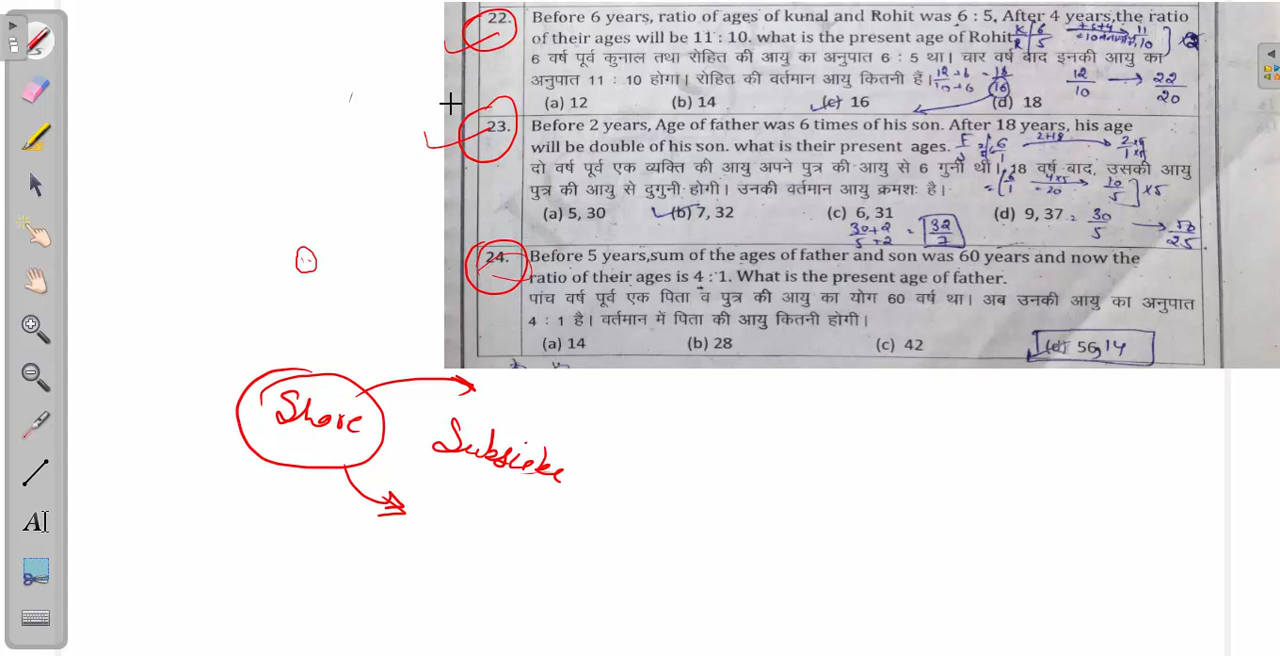 22. Before 6 years, ratio of ages of kunal and Rohit was 6 : 5, After 4 years,the ratio
of their ages will be 11 : 10. what is the present age of Rohit
6 वर्ष पूर्व कुनाल तथा रोहित की आयु का अनुपात 6 : 5 था। चार वर्ष बाद इनकी आयु का
अनुपात 11 : 10 होगा। रोहित की वर्तमान आयु कितनी हैं।
(a) 12 (b) 14 (c) 16 (d) 18
23. Before 2 years, Age of father was 6 times of his son. After 18 years, his age
will be double of his son. what is their present ages.
दो वर्ष पूर्व एक व्यक्ति की आयु अपने पुत्र की आयु से 6 गुनी थी। 18 वर्ष बाद, उसकी आयु
पुत्र की आयु से दुगुनी होगी। उनकी वर्तमान आयु क्रमशः है।
(a) 5, 30 (b) 7, 32 (c) 6, 31 (d) 9, 37
30+2 = 32
5+2 7
24. Before 5 years,sum of the ages of father and son was 60 years and now the
ratio of their ages is 4 : 1. What is the present age of father.
पांच वर्ष पूर्व एक पिता व पुत्र की आयु का योग 60 वर्ष था। अब उनकी आयु का अनुपात
4 : 1 है। वर्तमान में पिता की आयु कितनी होगी।
(a) 14 (b) 28 (c) 42 (d) 56,14
Share
AI